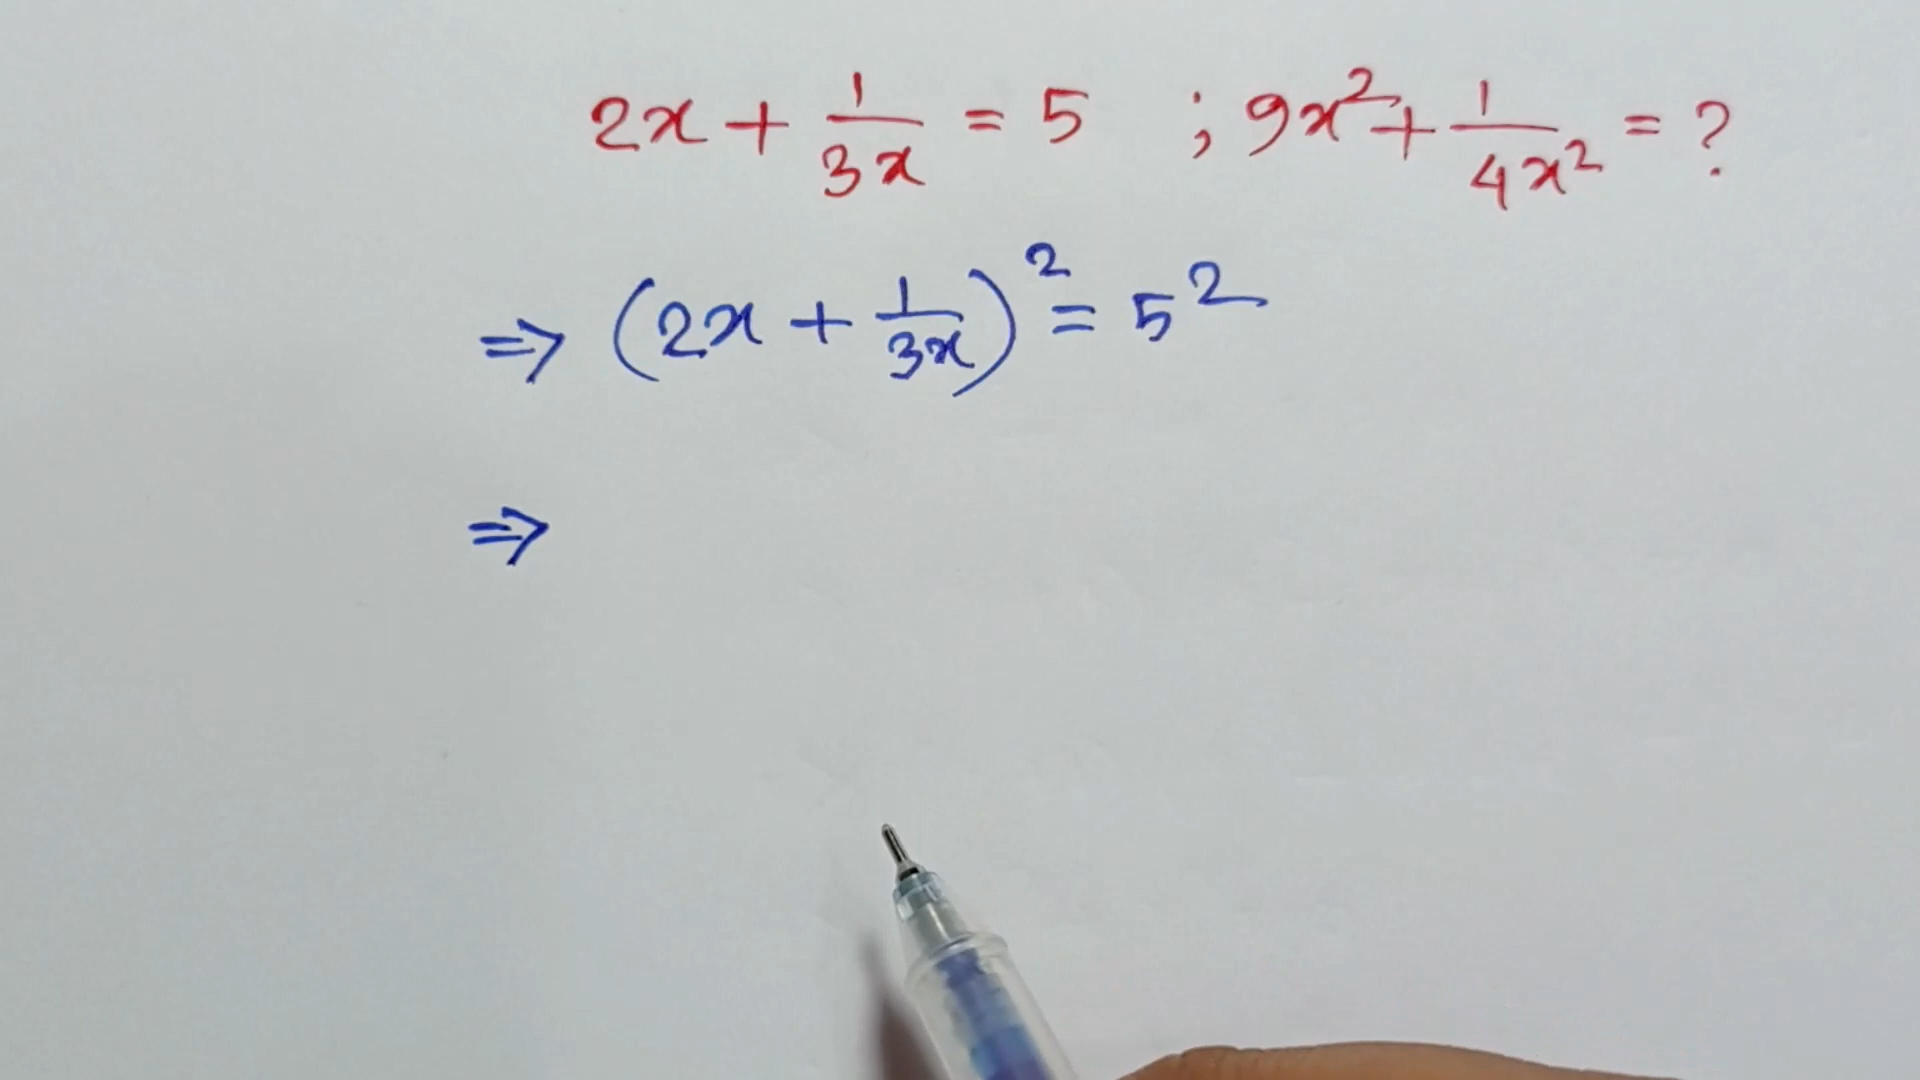 2x + 1/3x = 5 ; 9x² + 1/4x² = ?
⇒ (2x + 1/3x)² = 5²
⇒